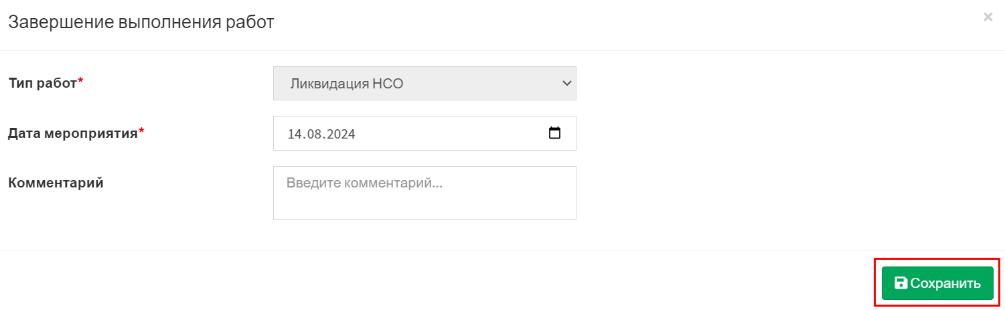 Завершение выполнения работ
×
Тип работ*
Ликвидация НСО
Дата мероприятия*
14.08.2024
Комментарий
Введите комментарий...
Сохранить